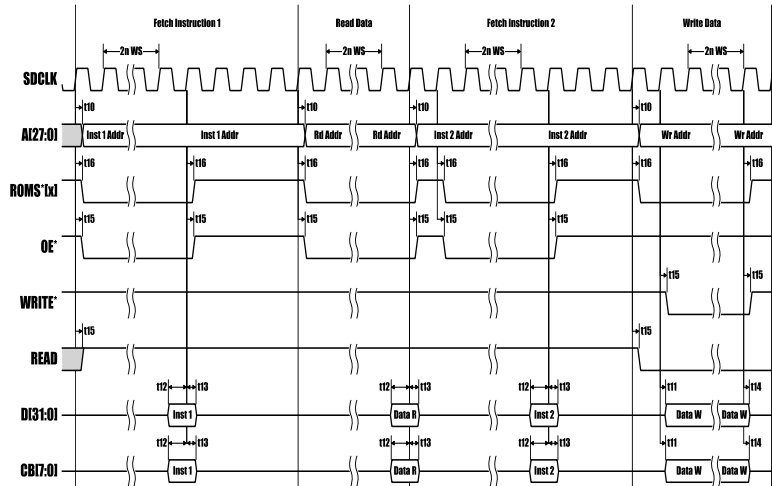 Fetch Instruction 1 Read Data Fetch Instruction 2 Write Data
2n WS 2n WS 2n WS 2n WS
SDCLK
t10 t10 t10 t10
A[27:0] Inst 1 Addr Inst 1 Addr Rd Addr Rd Addr Inst 2 Addr Inst 2 Addr Wr Addr Wr Addr
t16 t16 t16 t16 t16 t16 t16 t16
ROMS*[x]
t15 t15 t15 t15 t15 t15
OE*
t15 t15
WRITE*
t15 t15
READ
t12 t13 t12 t13 t12 t13 t11 t14
D[31:0] Inst 1 Data R Inst 2 Data W Data W
t12 t13 t12 t13 t12 t13 t11 t14
CB[7:0] Inst 1 Data R Inst 2 Data W Data W